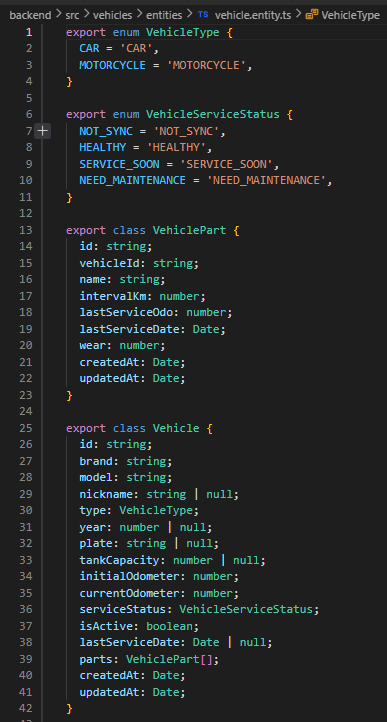 backend > src > vehicles > entities > TS vehicle.entity.ts > VehicleType
1 export enum VehicleType {
2   CAR = 'CAR',
3   MOTORCYCLE = 'MOTORCYCLE',
4 }
5
6 export enum VehicleServiceStatus {
7   NOT_SYNC = 'NOT_SYNC',
8   HEALTHY = 'HEALTHY',
9   SERVICE_SOON = 'SERVICE_SOON',
10   NEED_MAINTENANCE = 'NEED_MAINTENANCE',
11 }
12
13 export class VehiclePart {
14   id: string;
15   vehicleId: string;
16   name: string;
17   intervalKm: number;
18   lastServiceOdo: number;
19   lastServiceDate: Date;
20   wear: number;
21   createdAt: Date;
22   updatedAt: Date;
23 }
24
25 export class Vehicle {
26   id: string;
27   brand: string;
28   model: string;
29   nickname: string | null;
30   type: VehicleType;
31   year: number | null;
32   plate: string | null;
33   tankCapacity: number | null;
34   initialOdometer: number;
35   currentOdometer: number;
36   serviceStatus: VehicleServiceStatus;
37   isActive: boolean;
38   lastServiceDate: Date | null;
39   parts: VehiclePart[];
40   createdAt: Date;
41   updatedAt: Date;
42 }